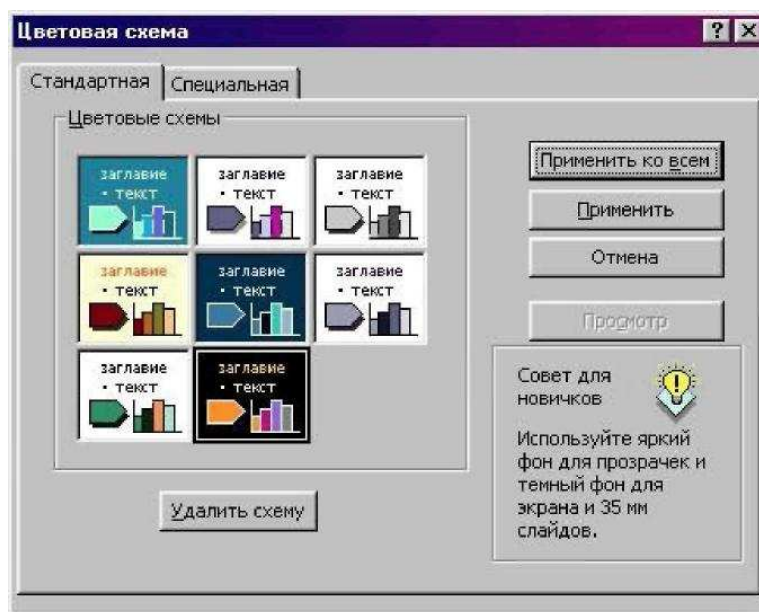 Цветовая схема
Стандартная
Специальная
Цветовые схемы
заглавие
• текст
заглавие
• текст
заглавие
• текст
заглавие
• текст
заглавие
• текст
заглавие
• текст
заглавие
• текст
заглавие
• текст
Удалить схему
Применить ко всем
Применить
Отмена
Просмотр
Совет для
новичков
Используйте яркий
фон для прозрачек и
темный фон для
экрана и 35 мм
слайдов.